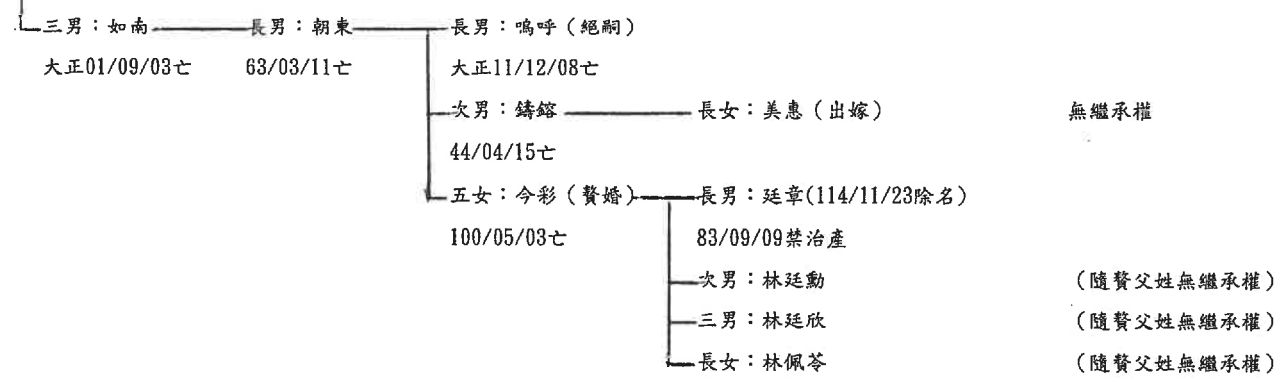 三男：如南 長男：朝東 長男：嗚呼（絕嗣）
大正01/09/03亡 63/03/11亡 大正11/12/08亡
次男：鑄鎔 長女：美惠（出嫁） 無繼承權
44/04/15亡
五女：今彩（贅婚） 長男：廷章(114/11/23除名)
100/05/03亡 83/09/09禁治產
次男：林廷勳 （隨贅父姓無繼承權）
三男：林廷欣 （隨贅父姓無繼承權）
長女：林佩苓 （隨贅父姓無繼承權）